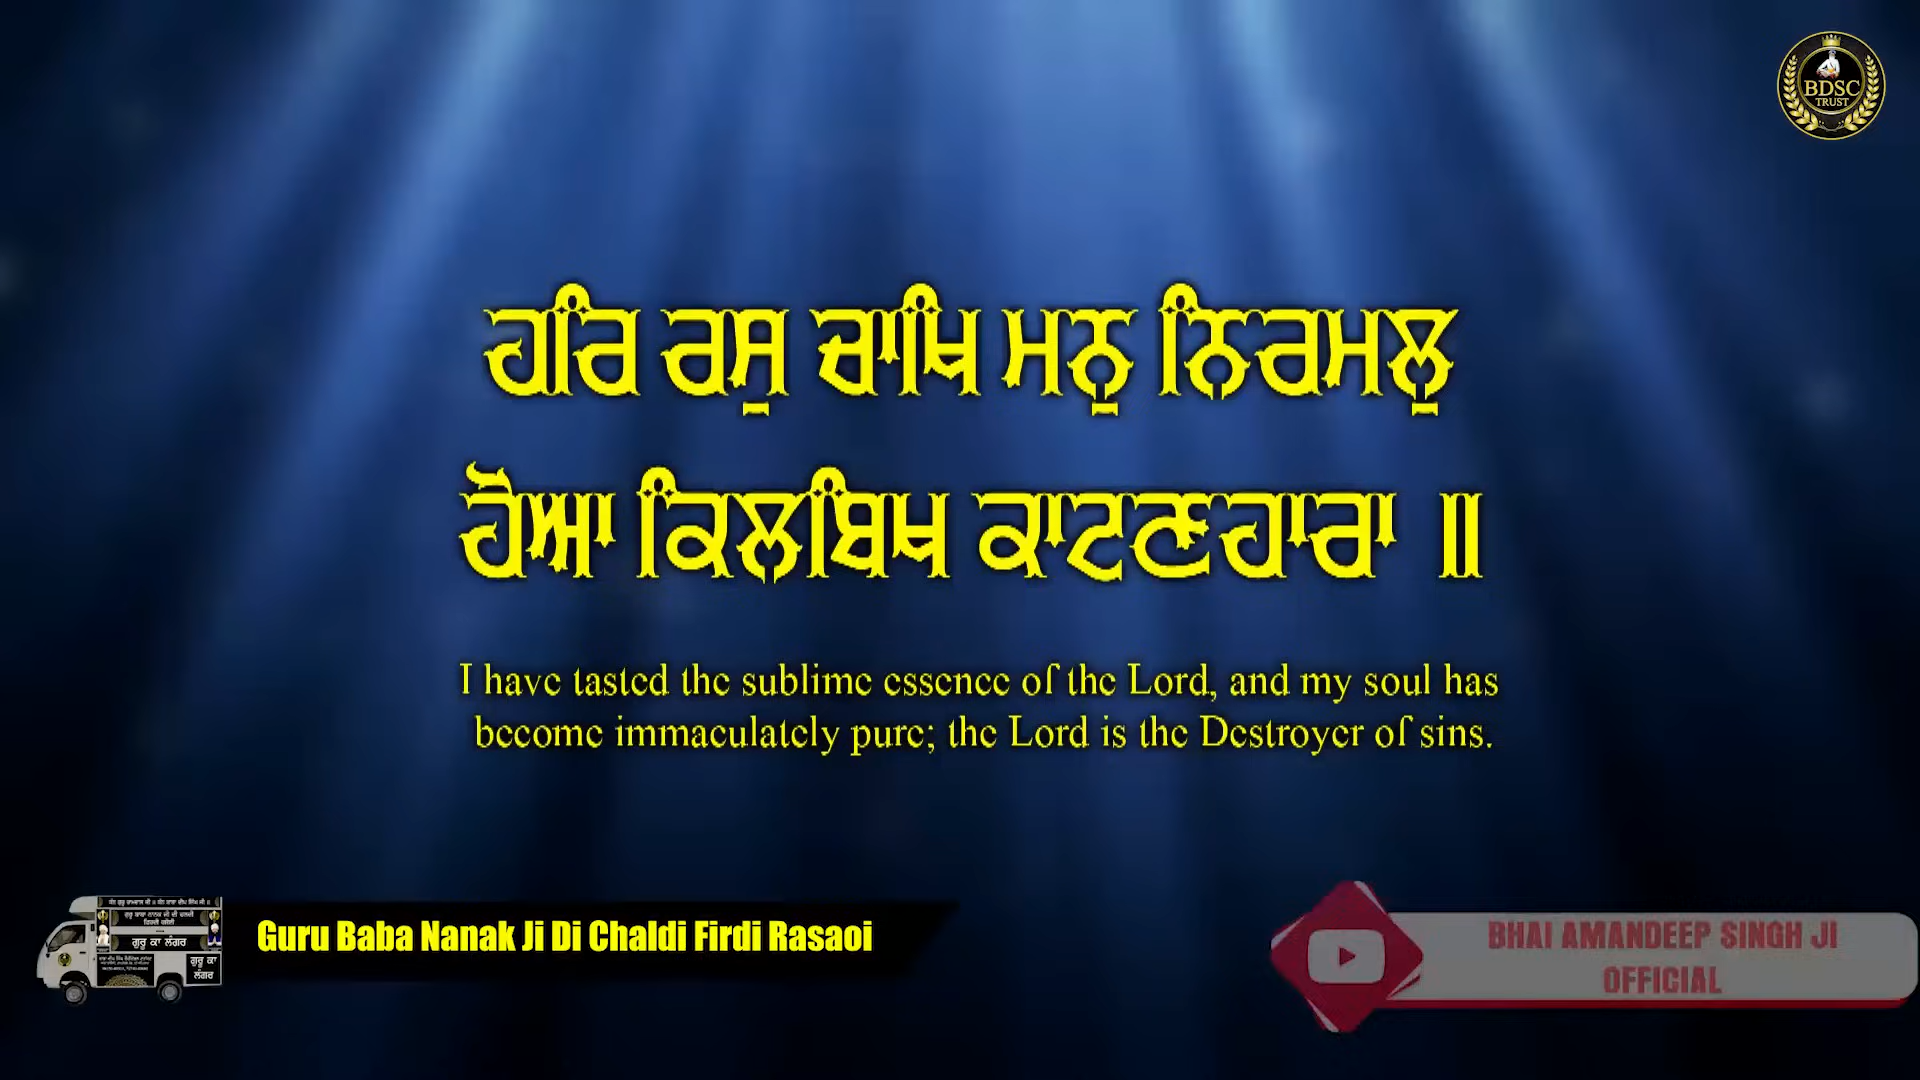 BDSC
TRUST
ਹਰਿ ਰਸੁ ਚਾਖਿ ਮਨੁ ਨਿਰਮਲੁ
ਹੋਆ ਕਿਲਬਿਖ ਕਾਟਣਹਾਰਾ ॥
I have tasted the sublime essence of the Lord, and my soul has
become immaculately pure; the Lord is the Destroyer of sins.
ਗੁਰੂ ਕਾ ਲੰਗਰ
ਗੁਰੂ ਕਾ
ਲੰਗਰ
Guru Baba Nanak Ji Di Chaldi Firdi Rasaoi
BHAI AMANDEEP SINGH JI
OFFICIAL